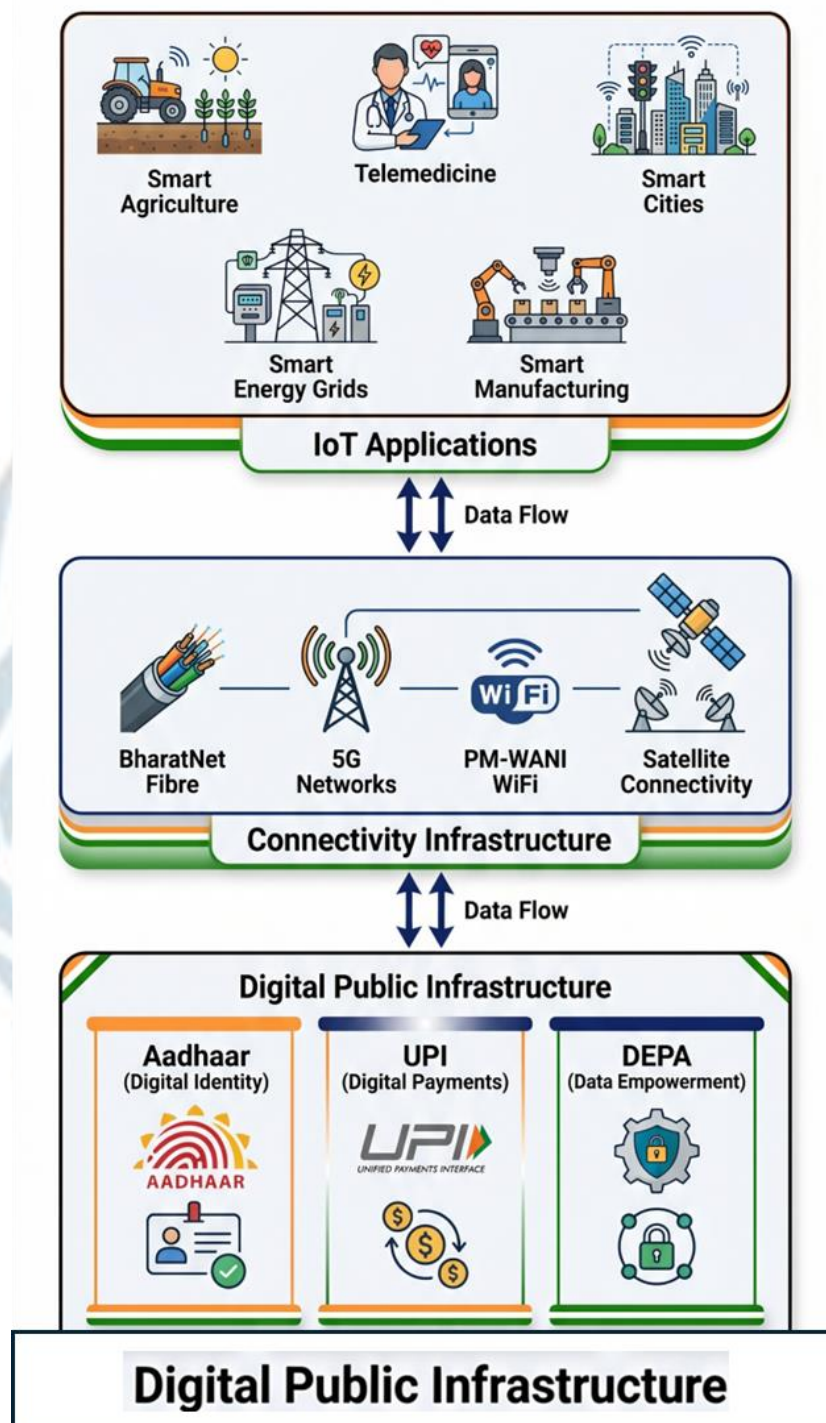 Smart
Agriculture
Telemedicine
Smart
Cities
Smart
Energy Grids
Smart
Manufacturing
IoT Applications
Data Flow
WiFi
BharatNet
Fibre
5G
Networks
PM-WANI
WiFi
Satellite
Connectivity
Connectivity Infrastructure
Data Flow
Digital Public Infrastructure
Aadhaar
(Digital Identity)
AADHAAR
UPI
(Digital Payments)
UPI
UNIFIED PAYMENTS INTERFACE
$
$
$
DEPA
(Data Empowerment)
Digital Public Infrastructure